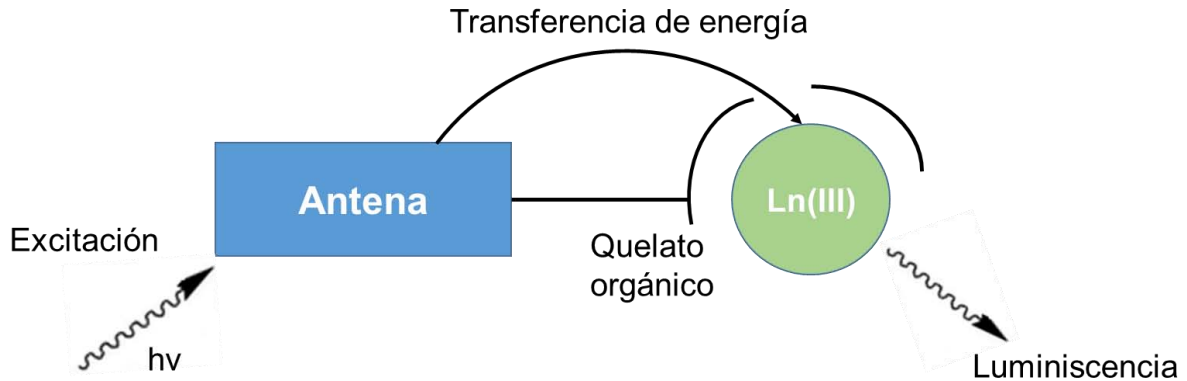 Transferencia de energía
Antena
Ln(III)
Excitación
Quelato
orgánico
hv
Luminiscencia